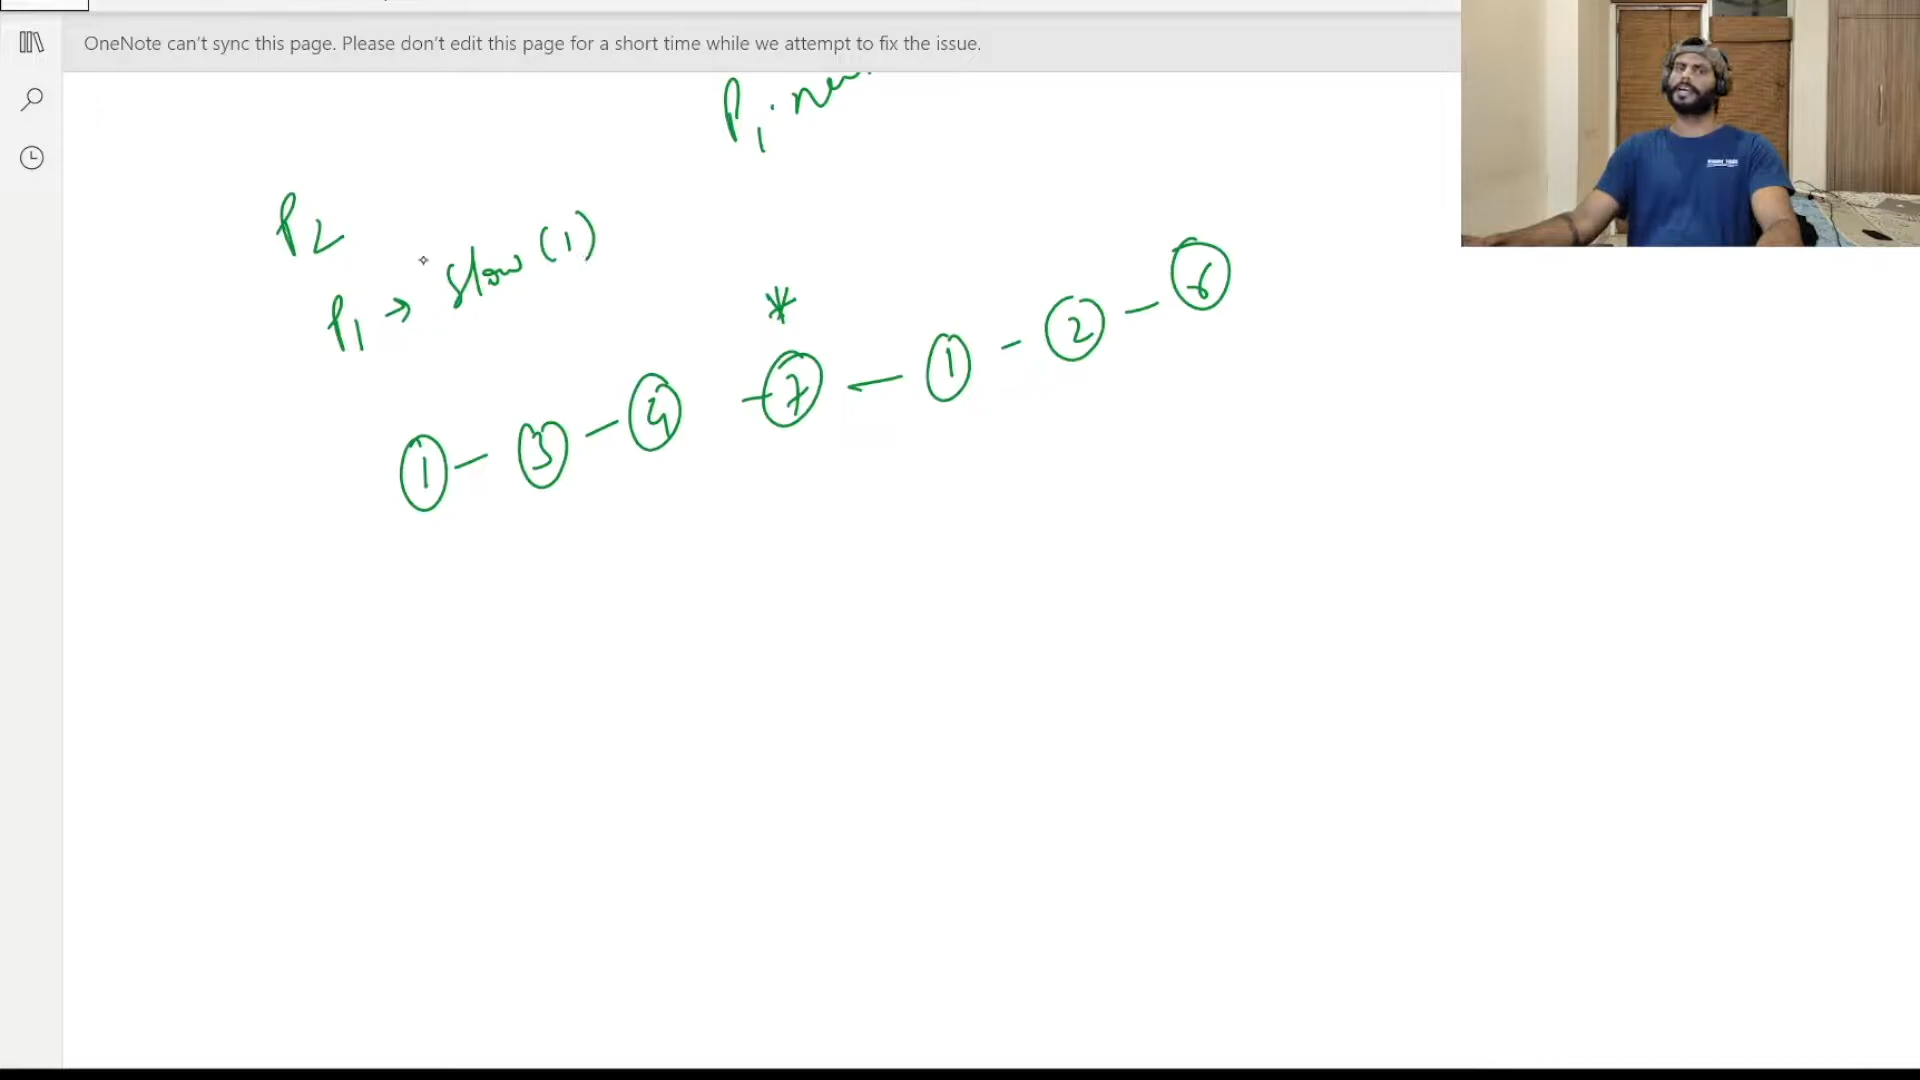 OneNote can't sync this page. Please don't edit this page for a short time while we attempt to fix the issue.
P2
P1 → slow (1)
*
1 - 3 - 4 - 7 - 1 - 2 - 6